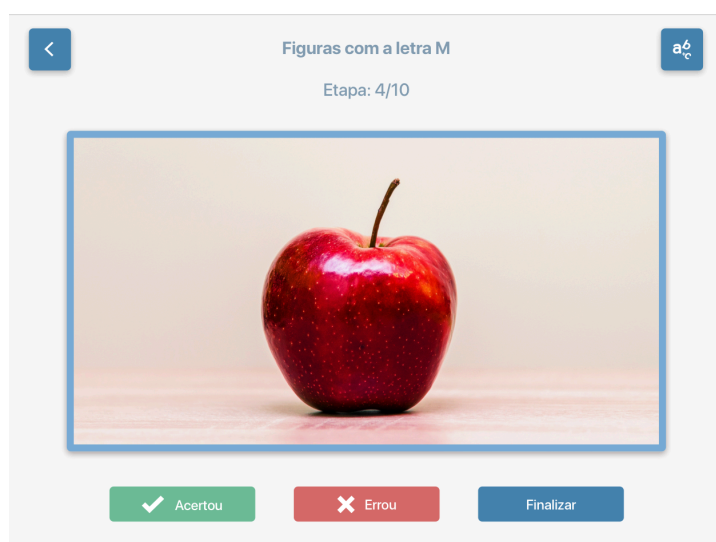 Figuras com a letra M
Etapa: 4/10
Acertou
Errou
Finalizar